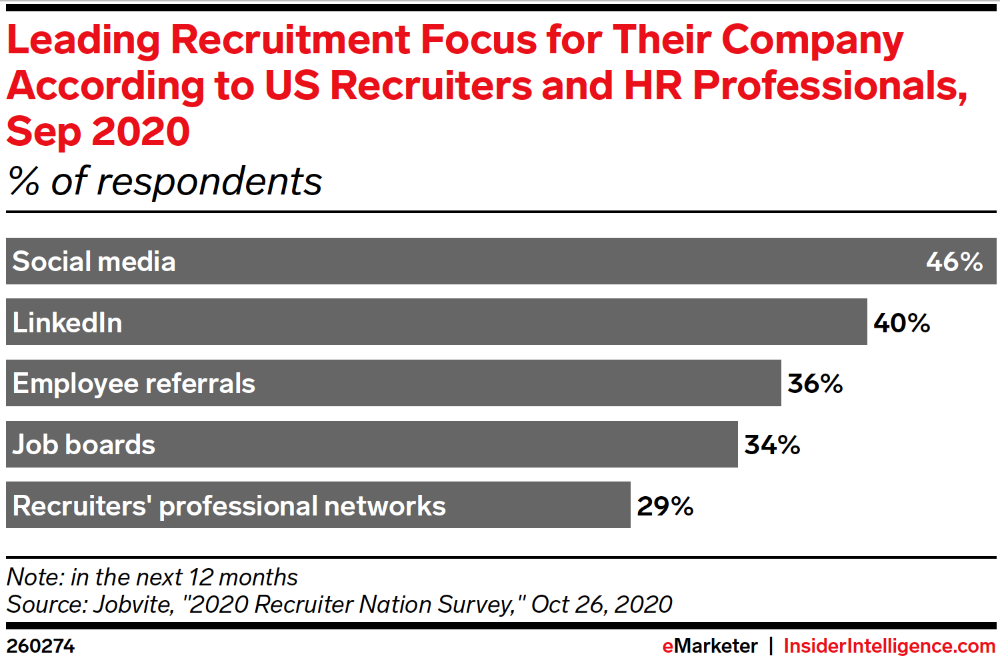 Leading Recruitment Focus for Their Company
According to US Recruiters and HR Professionals,
Sep 2020
% of respondents
Social media 46%
LinkedIn 40%
Employee referrals 36%
Job boards 34%
Recruiters' professional networks 29%
Note: in the next 12 months
Source: Jobvite, "2020 Recruiter Nation Survey," Oct 26, 2020
260274 eMarketer | InsiderIntelligence.com